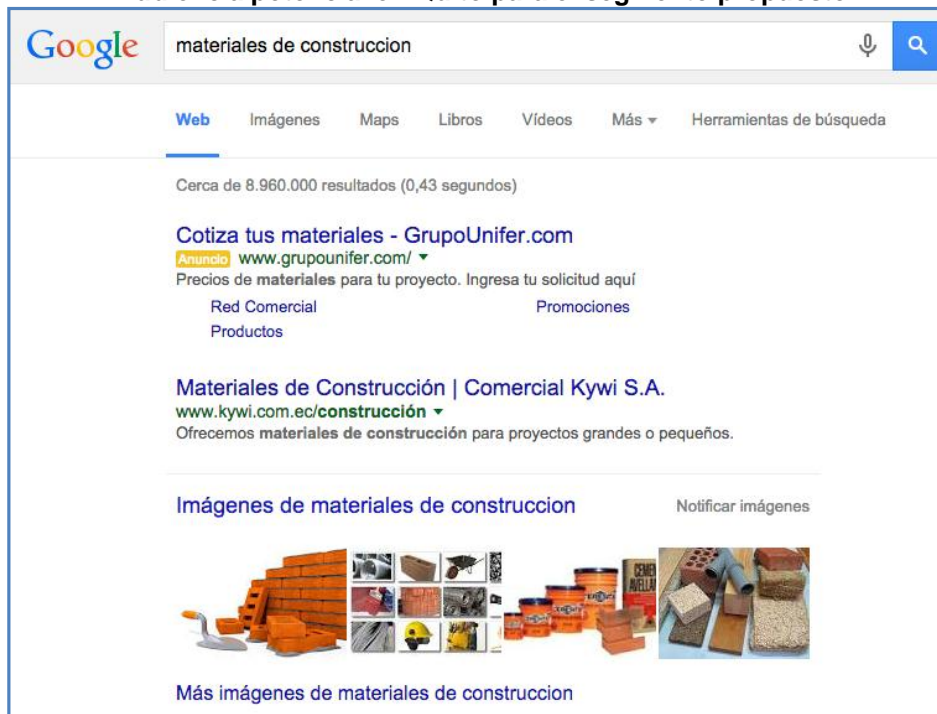 Google
materiales de construccion
Web Imágenes Maps Libros Vídeos Más Herramientas de búsqueda
Cerca de 8.960.000 resultados (0,43 segundos)
Cotiza tus materiales - GrupoUnifer.com
Anuncio www.grupounifer.com/
Precios de materiales para tu proyecto. Ingresa tu solicitud aquí
Red Comercial Promociones
Productos
Materiales de Construcción | Comercial Kywi S.A.
www.kywi.com.ec/construcción
Ofrecemos materiales de construcción para proyectos grandes o pequeños.
Imágenes de materiales de construccion Notificar imágenes
Más imágenes de materiales de construccion